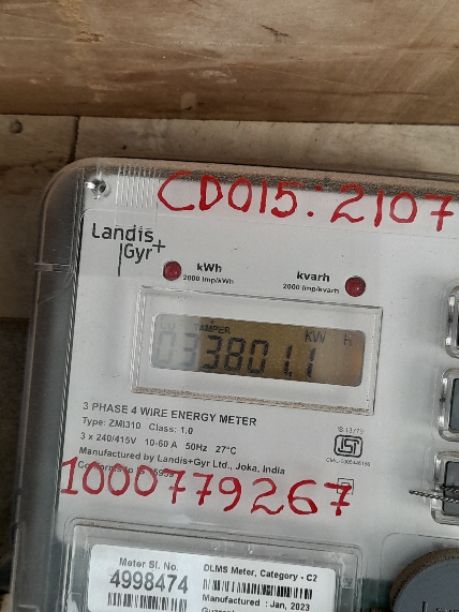 CD015:2107
Landis
Gyr+
kWh
2000 Imp/kWh
kvarh
2000 Imp/kvarh
TAMPER
KW H
033801.1
3 PHASE 4 WIRE ENERGY METER
Type: ZMI310 Class: 1.0
3 x 240/415V 10-60 A 50Hz 27°C
Manufactured by Landis+Gyr Ltd., Joka, India
1000779267
Meter Sl. No.
4998474
DLMS Meter, Category - C2
Manufactured : Jan, 2023